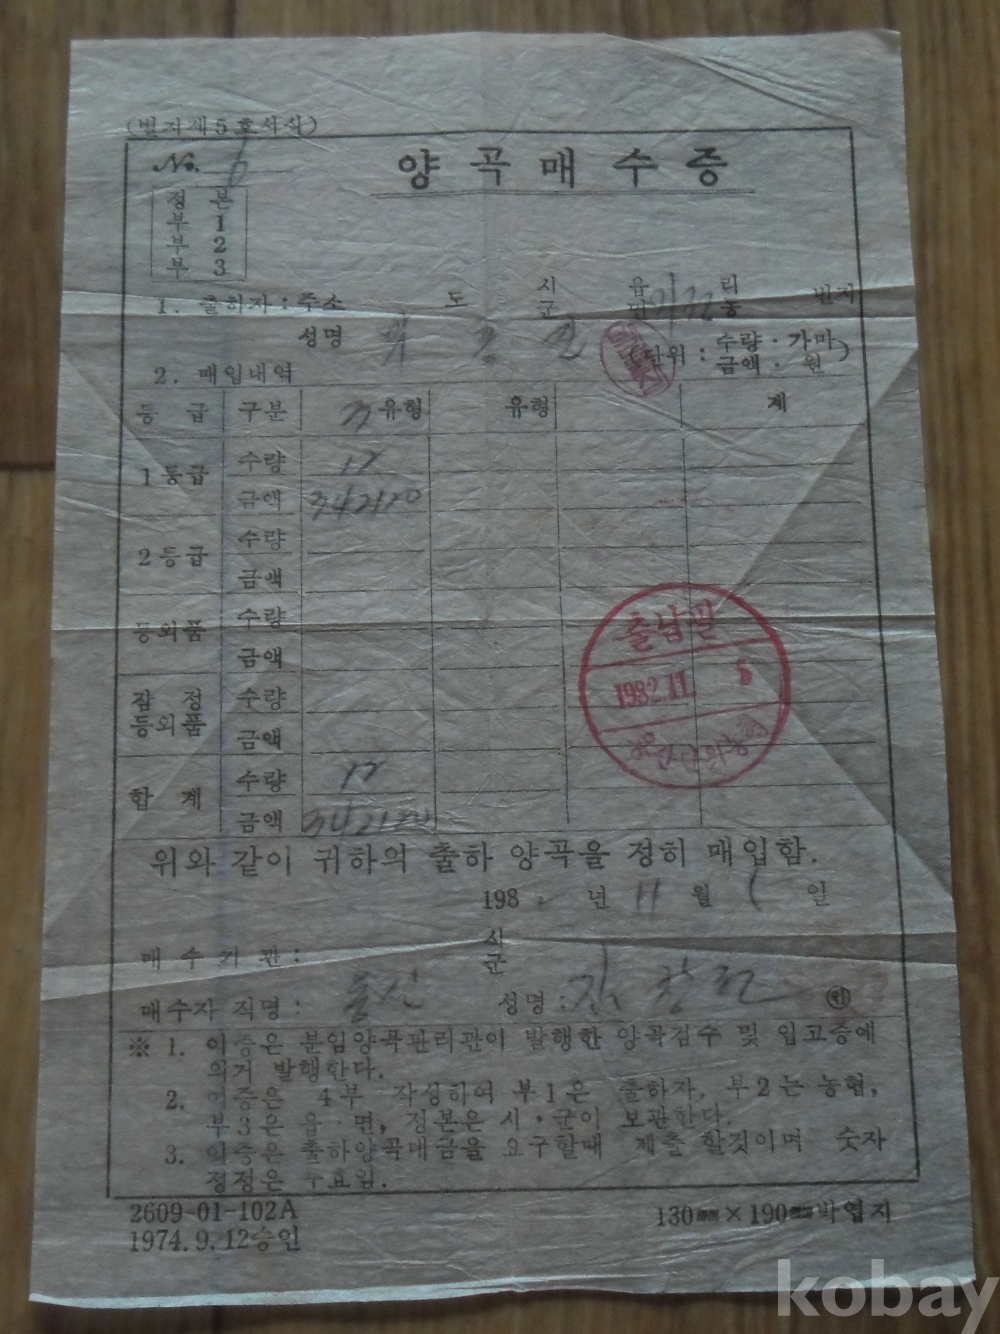 (별지제5호서식)
No. 6
양곡매수증
정 본
부 1
부 2
부 3
1. 출하자 : 주소 도 시 군 읍 면 리 동 번지
성명
(단위 : 수량 · 가마 금액 · 원)
2. 매입내역
등 급 구분 유형 유형 계
1등급 수량 12
금액 342120
2등급 수량
금액
등외품 수량
금액
잠 정 등외품 수량
금액
합 계 수량 12
금액 342120
출납필
1982.11.
위와 같이 귀하의 출하 양곡을 정히 매입함.
198 년 11 월 일
매 수 기 관 : 시 군
매수자 직명 : 성명 : ㊞
※ 1. 이증은 분임양곡관리관이 발행한 양곡검수 및 입고증에
의거 발행한다.
2. 이증은 4부 작성하여 부1은 출하자, 부2는 농협,
부3은 읍·면, 정본은 시·군이 보관한다.
3. 이증은 출하양곡대금을 요구할때 제출 할것이며 숫자
정정은 무효임.
2609-01-102A
1974.9.12승인
130㎜×190㎜박엽지
kobay